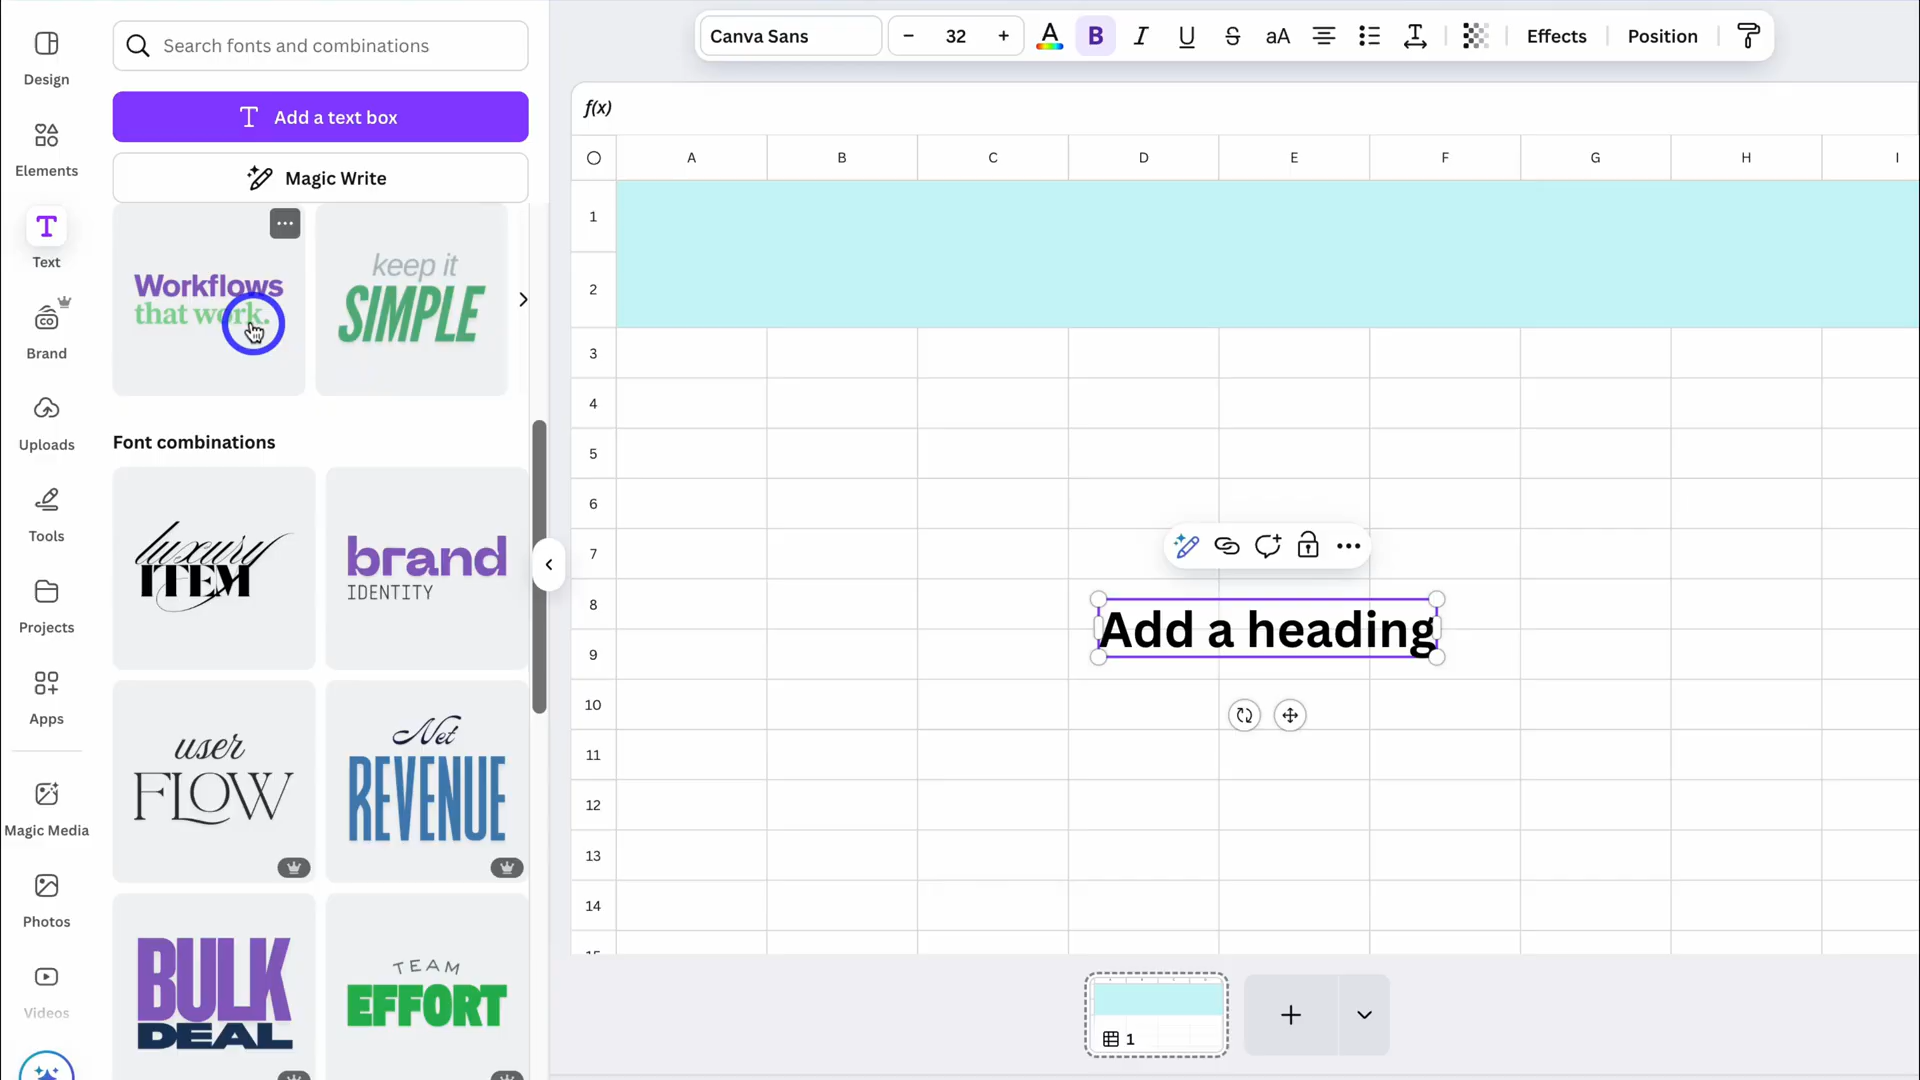 Design
Elements
Text
Brand
Uploads
Tools
Projects
Apps
Magic Media
Photos
Videos
Search fonts and combinations
Add a text box
Magic Write
Workflows
that work.
keep it
SIMPLE
Font combinations
luxury
ITEM
brand
IDENTITY
user
FLOW
Net
REVENUE
BULK
DEAL
TEAM
EFFORT
Canva Sans
− 32 +
A B I U S aA
Effects
Position
f(x)
A B C D E F G H I
1
2
3
4
5
6
7
8
9
10
11
12
13
14
Add a heading
1